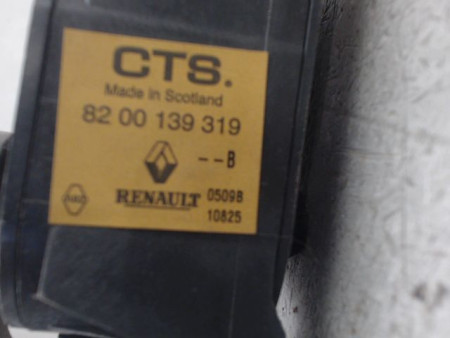 CTS.
Made in Scotland
82 00 139 319
--B
RENAULT 0509B
10825